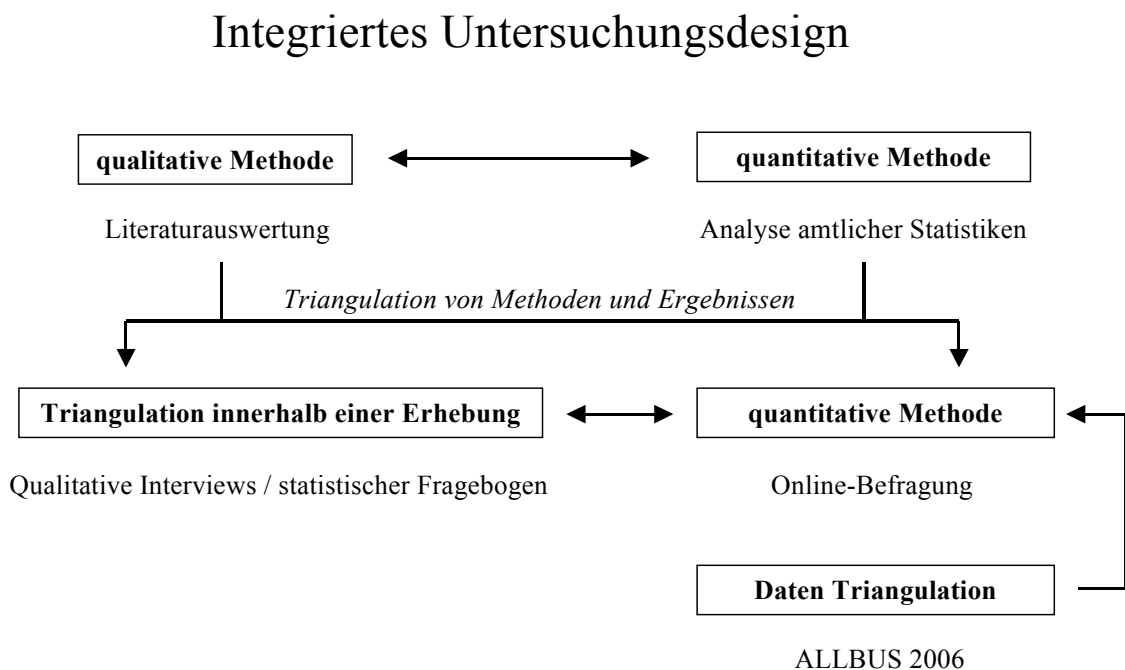 Integriertes Untersuchungsdesign
qualitative Methode
quantitative Methode
Literaturauswertung
Analyse amtlicher Statistiken
Triangulation von Methoden und Ergebnissen
Triangulation innerhalb einer Erhebung
quantitative Methode
Qualitative Interviews / statistischer Fragebogen
Online-Befragung
Daten Triangulation
ALLBUS 2006